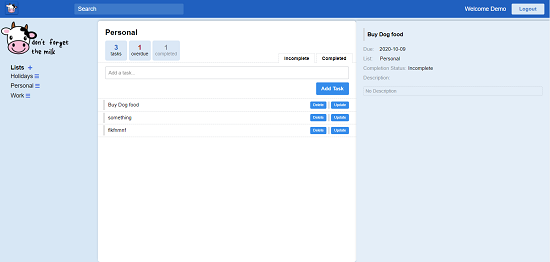 Search
Welcome Demo
Logout
don't forget
the milk
Lists +
Holidays
Personal
Work
Personal
3
tasks
1
overdue
1
completed
Incomplete
Completed
Add a task...
Add Task
Buy Dog food
Delete
Update
something
Delete
Update
Delete
Update
Buy Dog food
Due: 2020-10-09
List: Personal
Completion Status: Incomplete
Description:
No Description